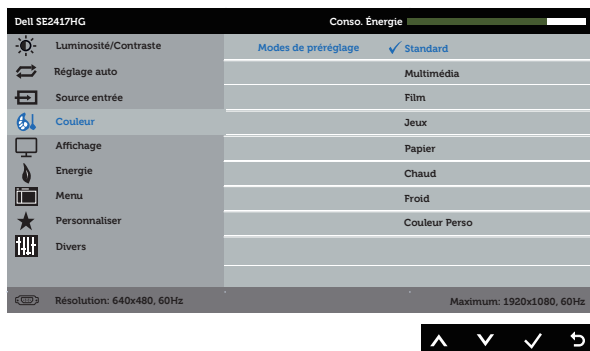 Dell SE2417HG Conso. Énergie
Luminosité/Contraste Modes de préréglage Standard
Réglage auto Multimédia
Source entrée Film
Couleur Jeux
Affichage Papier
Energie Chaud
Menu Froid
Personnaliser Couleur Perso
Divers
Résolution: 640x480, 60Hz Maximum: 1920x1080, 60Hz